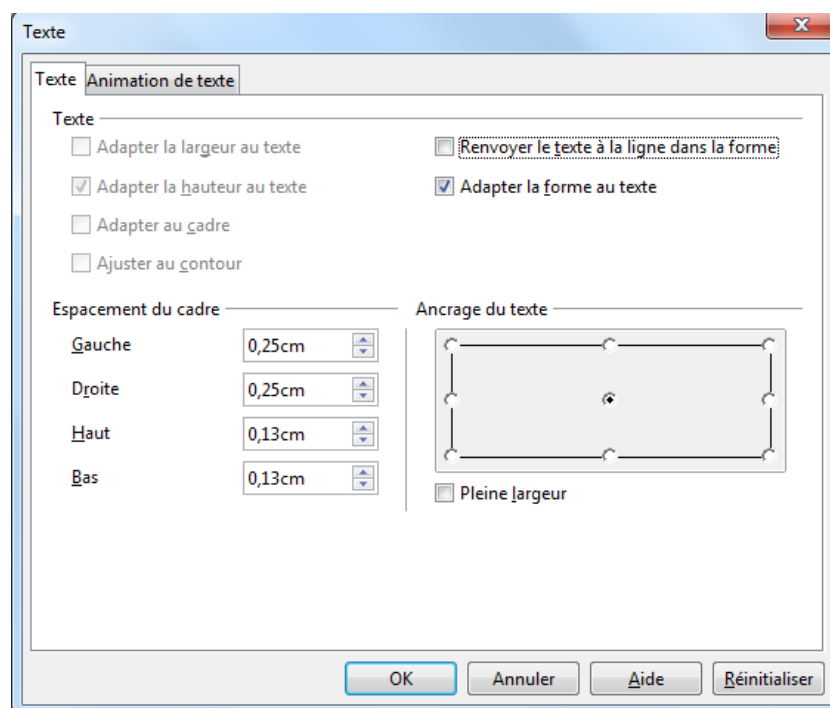 Texte
Texte Animation de texte
Texte
Adapter la largeur au texte
Renvoyer le texte à la ligne dans la forme
Adapter la hauteur au texte
Adapter la forme au texte
Adapter au cadre
Ajuster au contour
Espacement du cadre
Ancrage du texte
Gauche 0,25cm
Droite 0,25cm
Haut 0,13cm
Bas 0,13cm
Pleine largeur
OK Annuler Aide Réinitialiser